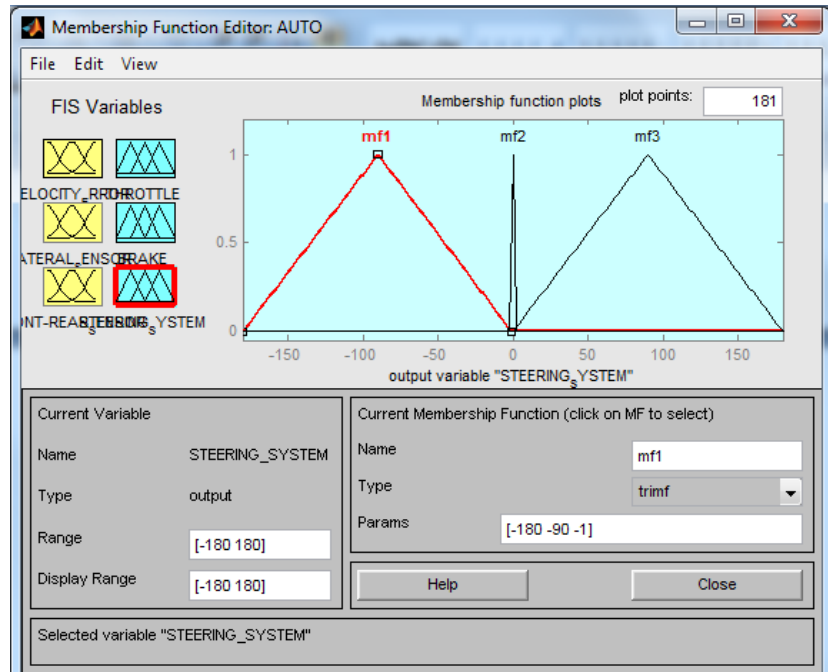 Membership Function Editor: AUTO
File Edit View
FIS Variables
Membership function plots plot points: 181
mf1 mf2 mf3
1
0.5
0
-150 -100 -50 0 50 100 150
output variable "STEERING_SYSTEM"
THROTTLE
BRAKE
Current Variable
Name STEERING_SYSTEM
Type output
Range [-180 180]
Display Range [-180 180]
Current Membership Function (click on MF to select)
Name mf1
Type trimf
Params [-180 -90 -1]
Help Close
Selected variable "STEERING_SYSTEM"